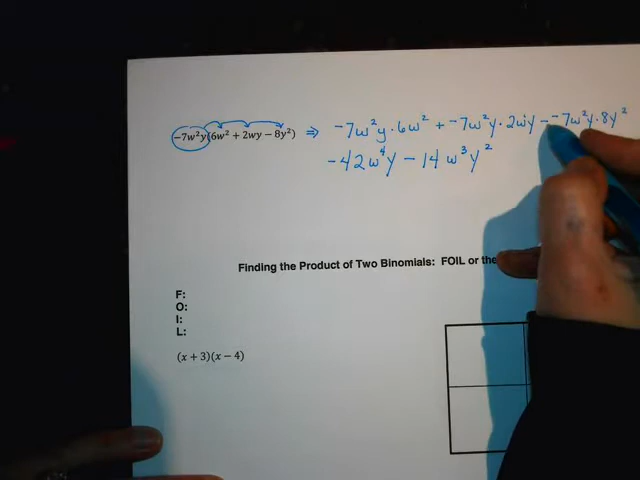 −7w²y(6w² + 2wy − 8y²) ⇒ -7w²y · 6w² + -7w²y · 2w¹y - -7w²y · 8y²
-42w⁴y - 14w³y²
Finding the Product of Two Binomials: FOIL or the
F:
O:
I:
L:
(x + 3)(x − 4)